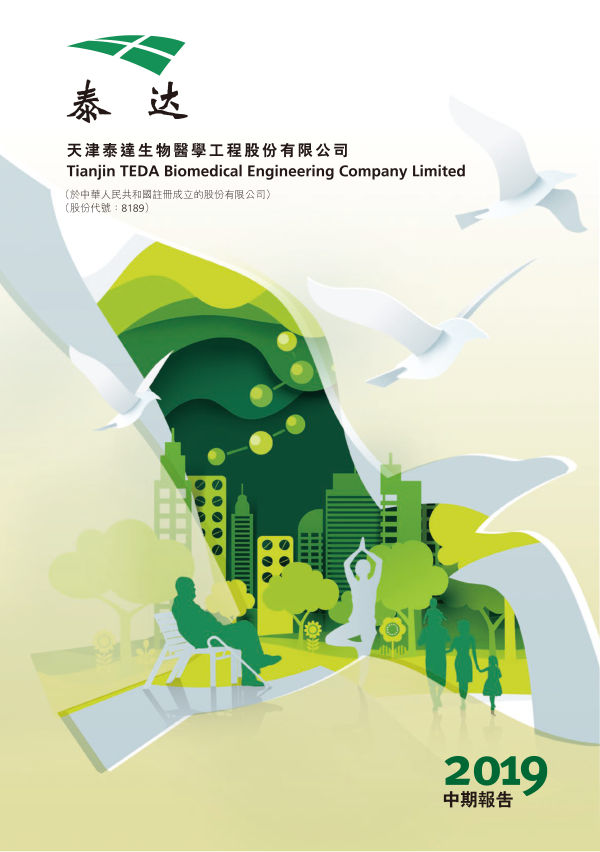 泰 达
天津泰達生物醫學工程股份有限公司
Tianjin TEDA Biomedical Engineering Company Limited
（於中華人民共和國註冊成立的股份有限公司）
（股份代號：8189）
2019
中期報告